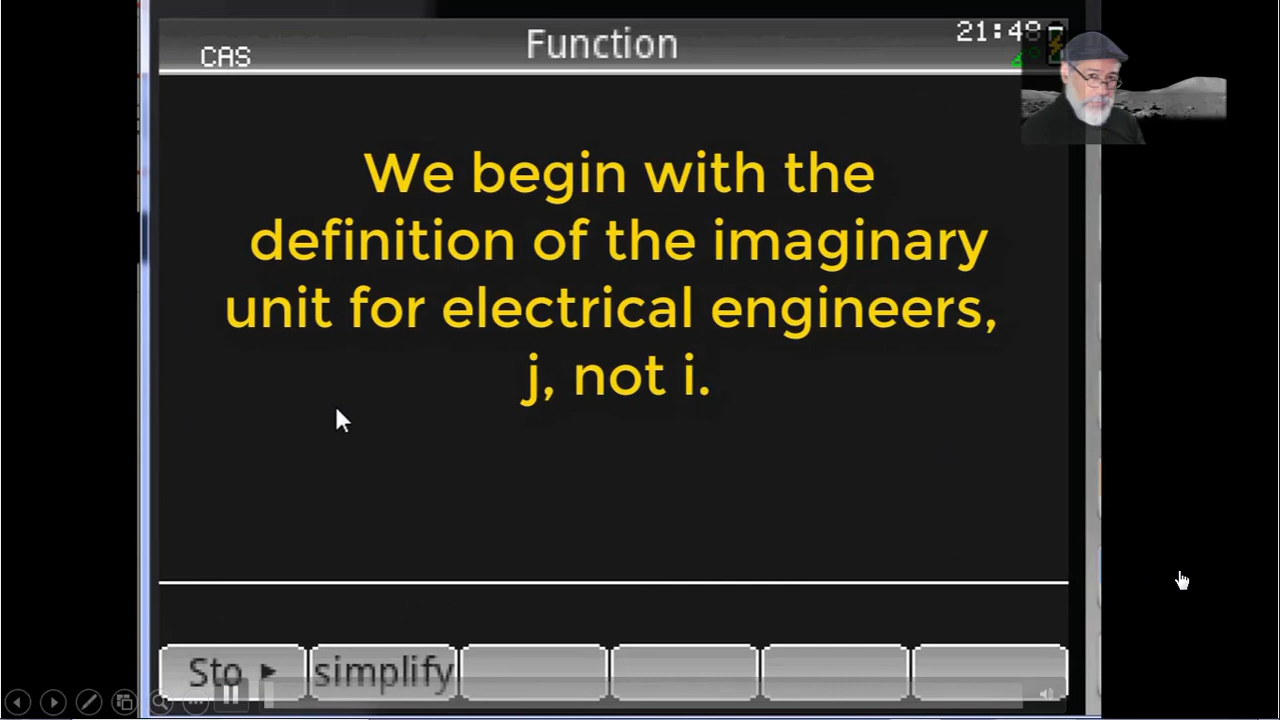 Function
21:48
CAS
We begin with the
definition of the imaginary
unit for electrical engineers,
j, not i.
Sto ▸
simplify